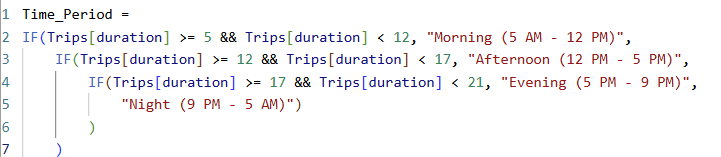 1 Time_Period =
2 IF(Trips[duration] >= 5 && Trips[duration] < 12, "Morning (5 AM - 12 PM)",
3 IF(Trips[duration] >= 12 && Trips[duration] < 17, "Afternoon (12 PM - 5 PM)",
4 IF(Trips[duration] >= 17 && Trips[duration] < 21, "Evening (5 PM - 9 PM)",
5 "Night (9 PM - 5 AM)")
6 )
7 )